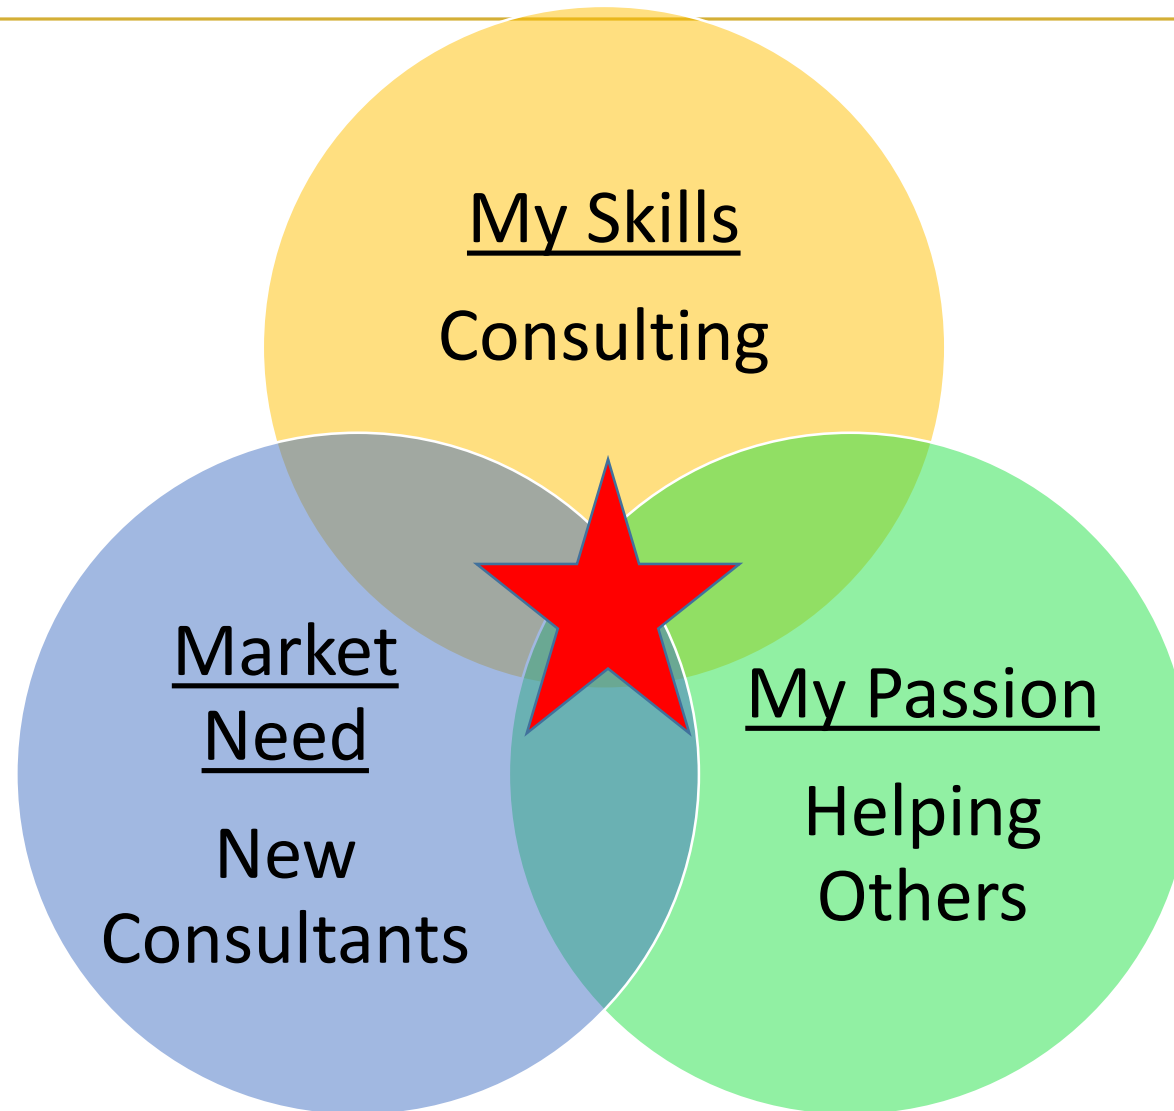 My Skills
Consulting
Market
Need
New
Consultants
My Passion
Helping
Others